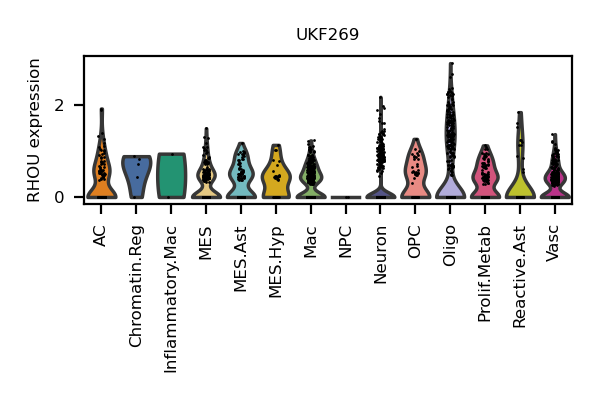 UKF269
RHOU expression
2
0
AC
Chromatin.Reg
Inflammatory.Mac
MES
MES.Ast
MES.Hyp
Mac
NPC
Neuron
OPC
Oligo
Prolif.Metab
Reactive.Ast
Vasc